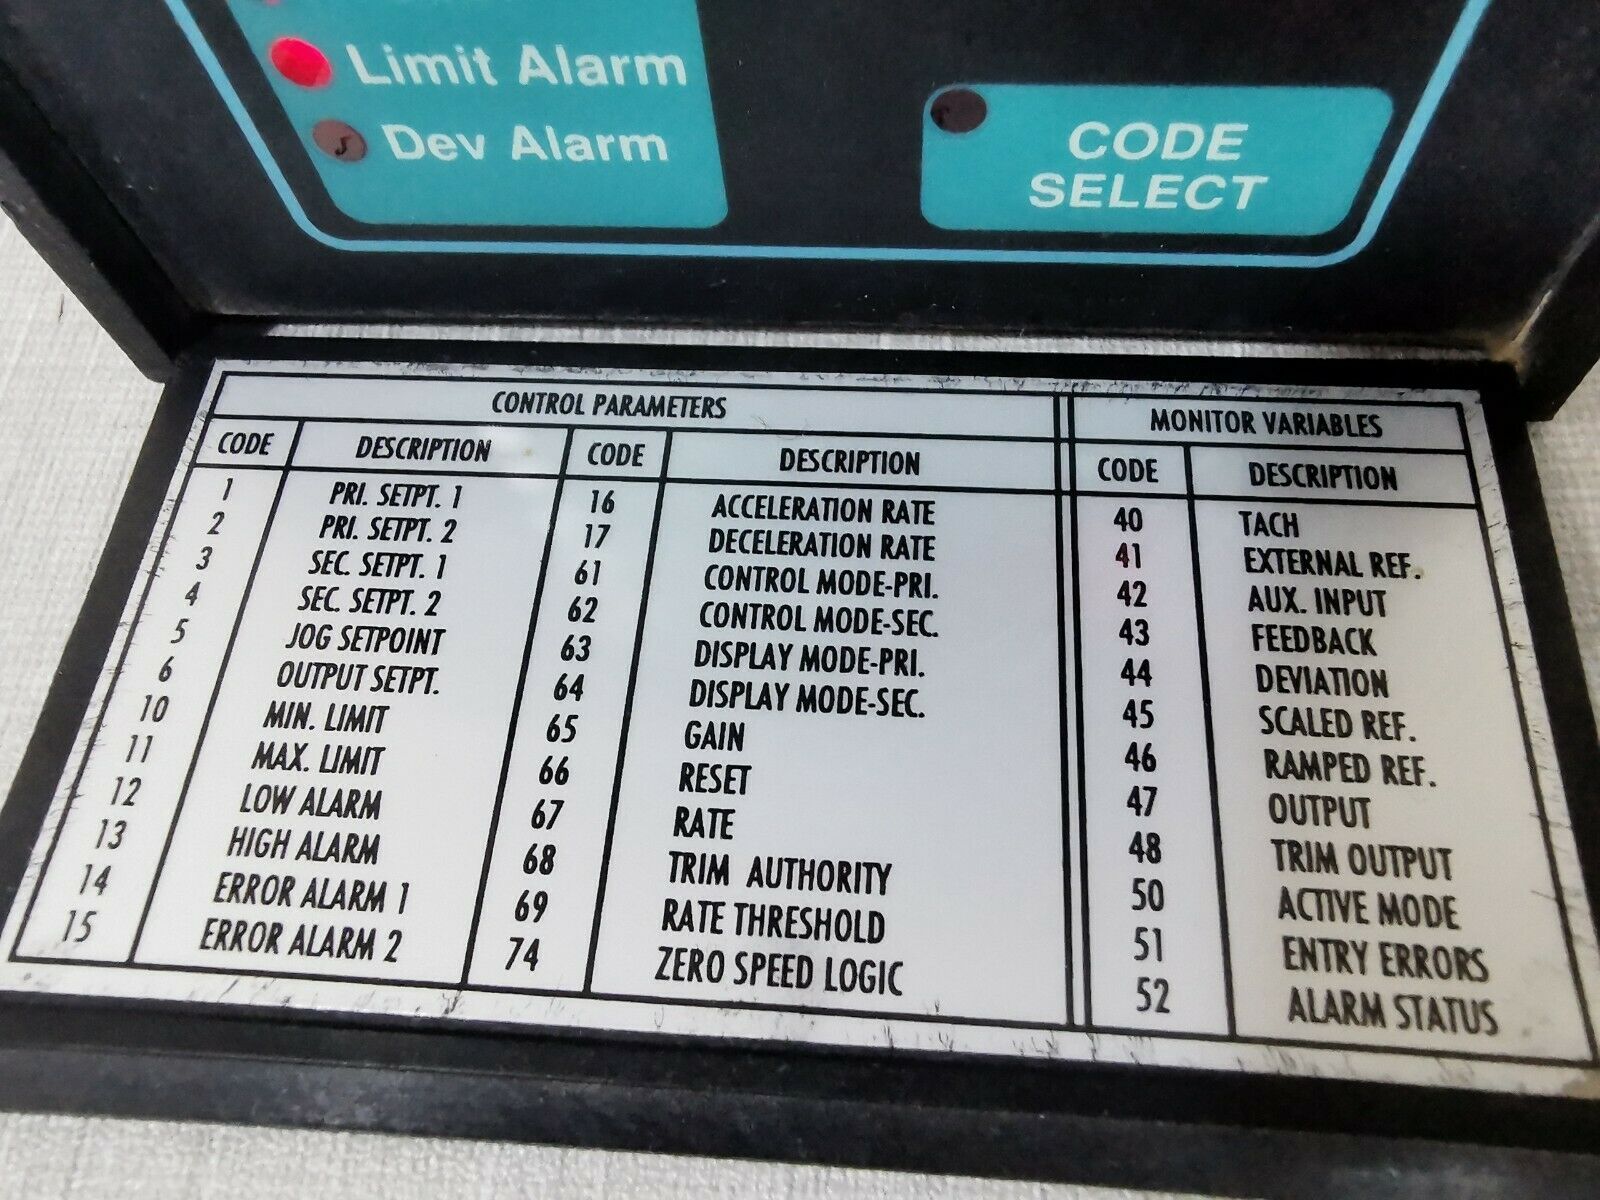 Limit Alarm
Dev Alarm
CODE
SELECT
CONTROL PARAMETERS MONITOR VARIABLES
CODE DESCRIPTION CODE DESCRIPTION CODE DESCRIPTION
1 PRI. SETPT. 1 16 ACCELERATION RATE 40 TACH
2 PRI. SETPT. 2 17 DECELERATION RATE 41 EXTERNAL REF.
3 SEC. SETPT. 1 61 CONTROL MODE-PRI. 42 AUX. INPUT
4 SEC. SETPT. 2 62 CONTROL MODE-SEC. 43 FEEDBACK
5 JOG SETPOINT 63 DISPLAY MODE-PRI. 44 DEVIATION
6 OUTPUT SETPT. 64 DISPLAY MODE-SEC. 45 SCALED REF.
10 MIN. LIMIT 65 GAIN 46 RAMPED REF.
11 MAX. LIMIT 66 RESET 47 OUTPUT
12 LOW ALARM 67 RATE 48 TRIM OUTPUT
13 HIGH ALARM 68 TRIM AUTHORITY 50 ACTIVE MODE
14 ERROR ALARM 1 69 RATE THRESHOLD 51 ENTRY ERRORS
15 ERROR ALARM 2 74 ZERO SPEED LOGIC 52 ALARM STATUS